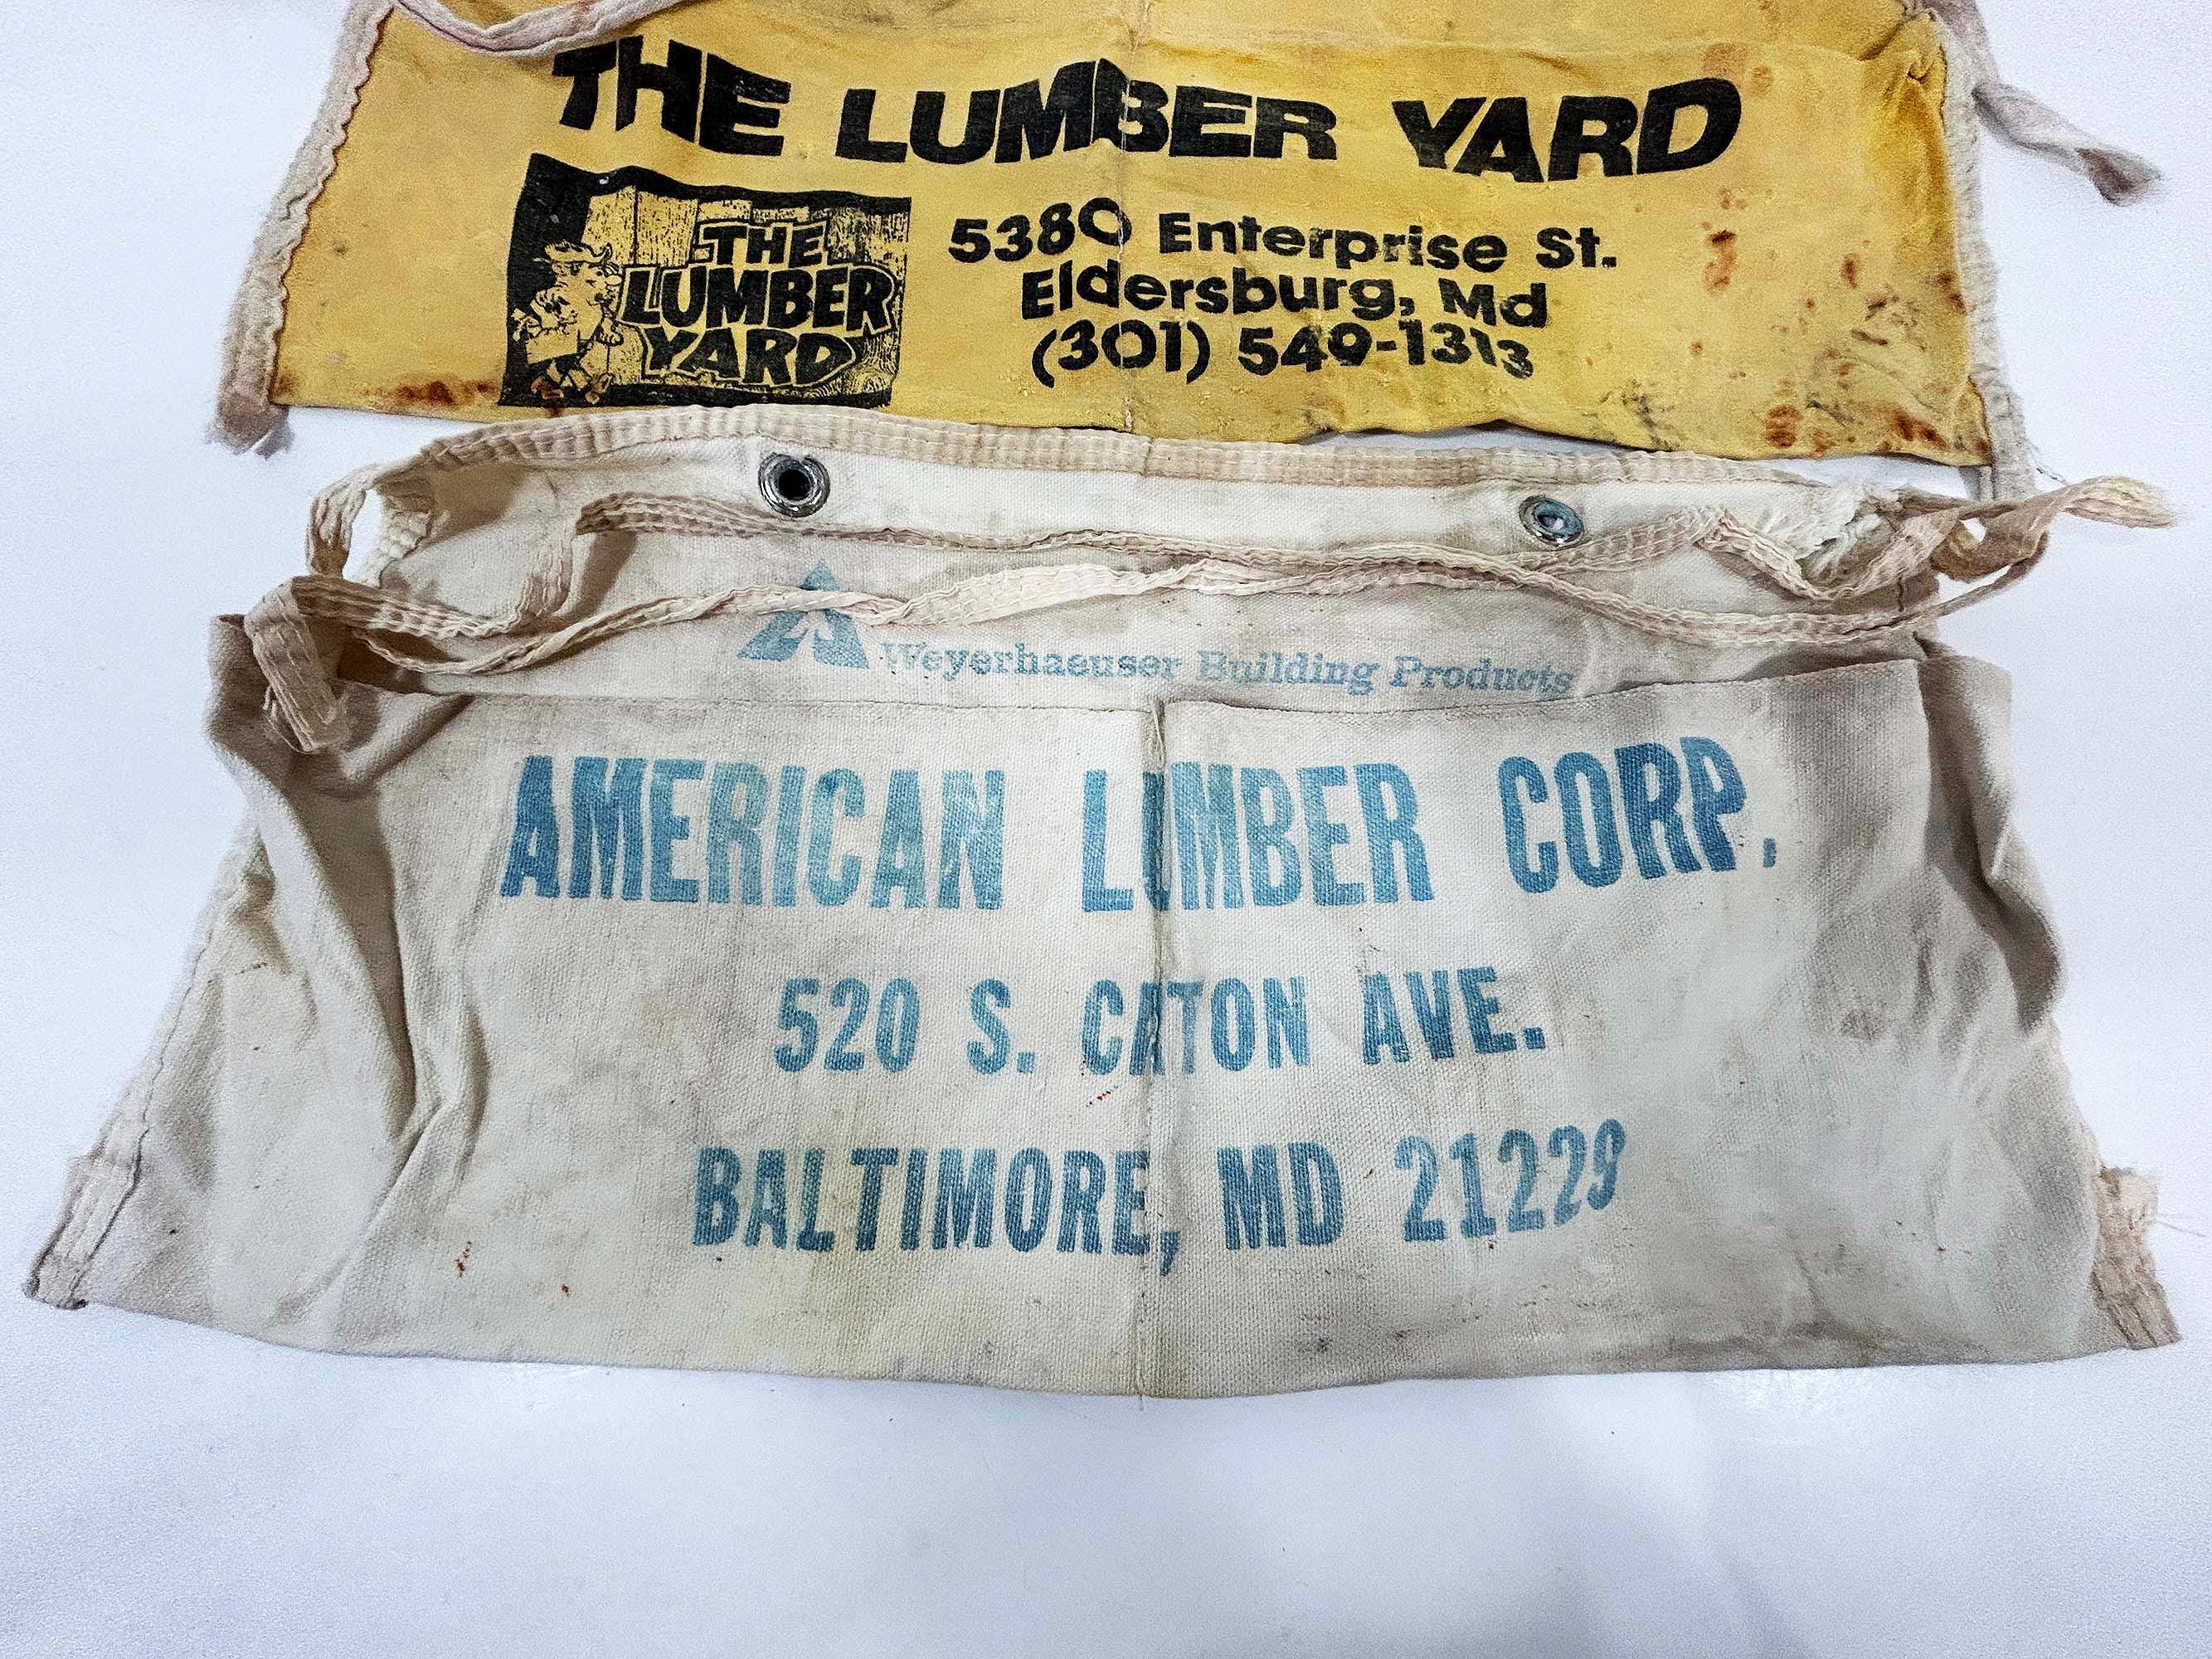 THE LUMBER YARD
THE
LUMBER
YARD
5380 Enterprise St.
Eldersburg, Md
(301) 549-1313
Weyerhaeuser Building Products
AMERICAN LUMBER CORP.
520 S. CATON AVE.
BALTIMORE, MD 21229